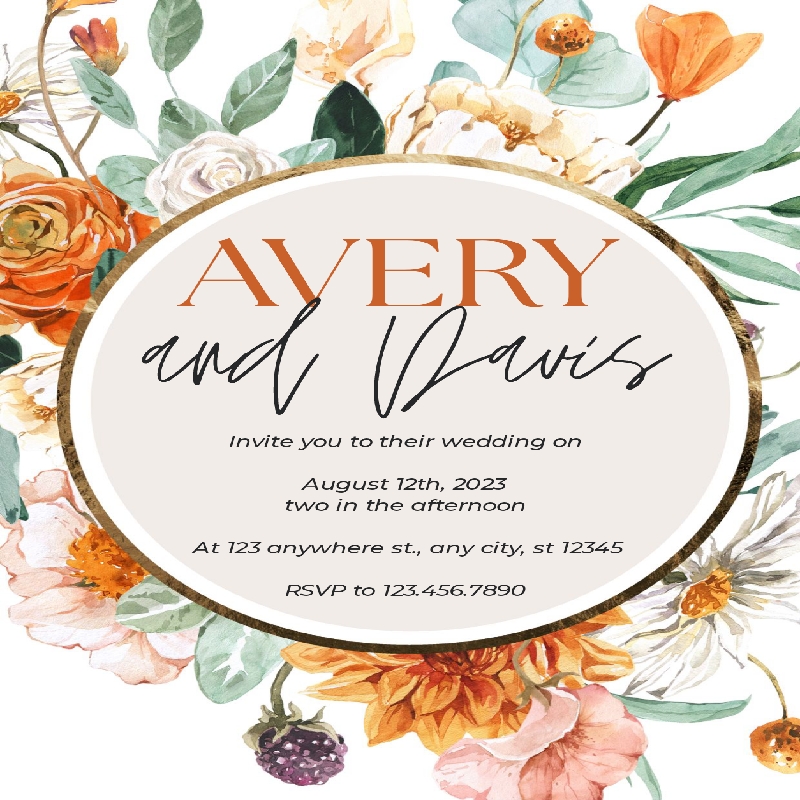 AVERY
and Davis
Invite you to their wedding on
August 12th, 2023
two in the afternoon
At 123 anywhere st., any city, st 12345
RSVP to 123.456.7890